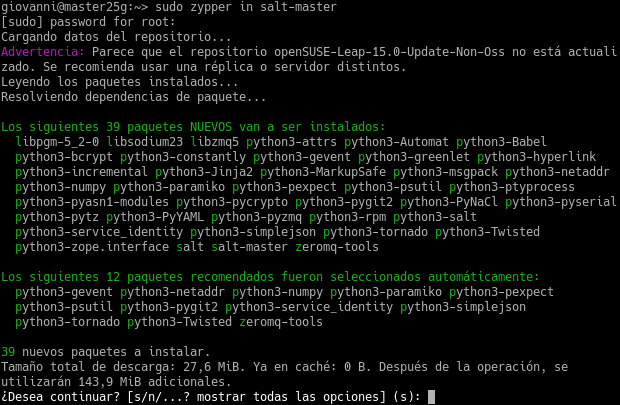 giovanni@master25g:~> sudo zypper in salt-master
[sudo] password for root:
Cargando datos del repositorio...
Advertencia: Parece que el repositorio openSUSE-Leap-15.0-Update-Non-Oss no está actuali
zado. Se recomienda usar una réplica o servidor distintos.
Leyendo los paquetes instalados...
Resolviendo dependencias de paquete...
Los siguientes 39 paquetes NUEVOS van a ser instalados:
libpgm-5_2-0 libsodium23 libzmq5 python3-attrs python3-Automat python3-Babel
python3-bcrypt python3-constantly python3-gevent python3-greenlet python3-hyperlink
python3-incremental python3-Jinja2 python3-MarkupSafe python3-msgpack python3-netaddr
python3-numpy python3-paramiko python3-pexpect python3-psutil python3-ptyprocess
python3-pyasn1-modules python3-pycrypto python3-pygit2 python3-PyNaCl python3-pyserial
python3-pytz python3-PyYAML python3-pyzmq python3-rpm python3-salt
python3-service_identity python3-simplejson python3-tornado python3-Twisted
python3-zope.interface salt salt-master zeromq-tools
Los siguientes 12 paquetes recomendados fueron seleccionados automáticamente:
python3-gevent python3-netaddr python3-numpy python3-paramiko python3-pexpect
python3-psutil python3-pygit2 python3-service_identity python3-simplejson
python3-tornado python3-Twisted zeromq-tools
39 nuevos paquetes a instalar.
Tamaño total de descarga: 27,6 MiB. Ya en caché: 0 B. Después de la operación, se
utilizarán 143,9 MiB adicionales.
¿Desea continuar? [s/n/...? mostrar todas las opciones] (s):